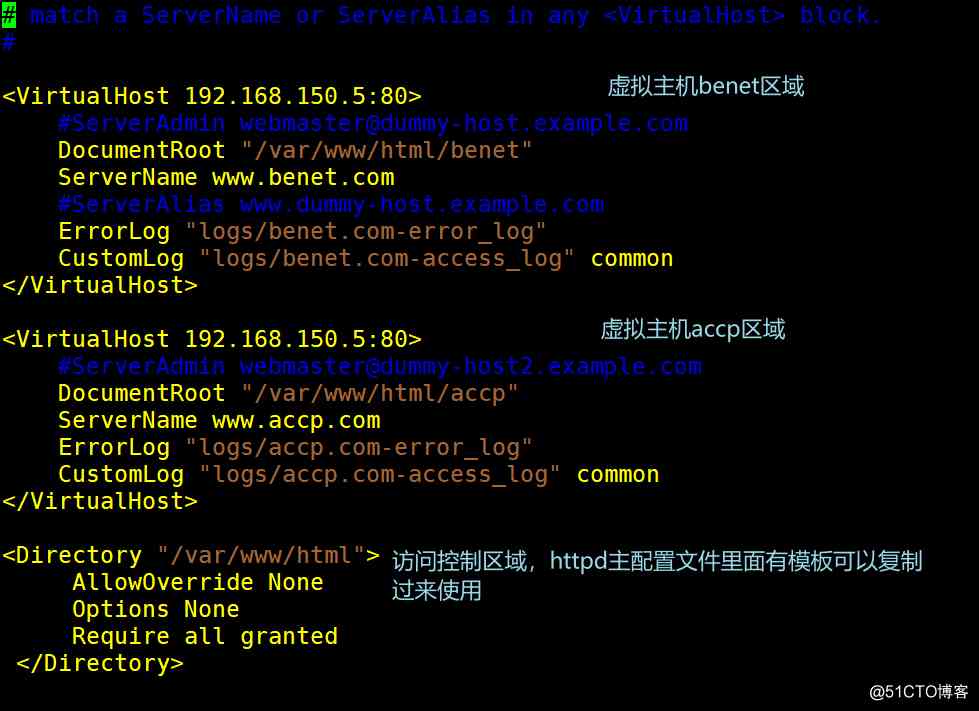 # match a ServerName or ServerAlias in any <VirtualHost> block.
#
虚拟主机benet区域
<VirtualHost 192.168.150.5:80>
#ServerAdmin webmaster@dummy-host.example.com
DocumentRoot "/var/www/html/benet"
ServerName www.benet.com
#ServerAlias www.dummy-host.example.com
ErrorLog "logs/benet.com-error_log"
CustomLog "logs/benet.com-access_log" common
</VirtualHost>
虚拟主机accp区域
<VirtualHost 192.168.150.5:80>
#ServerAdmin webmaster@dummy-host2.example.com
DocumentRoot "/var/www/html/accp"
ServerName www.accp.com
ErrorLog "logs/accp.com-error_log"
CustomLog "logs/accp.com-access_log" common
</VirtualHost>
<Directory "/var/www/html">
访问控制区域，httpd主配置文件里面有模板可以复制
过来使用
AllowOverride None
Options None
Require all granted
</Directory>
@51CTO博客